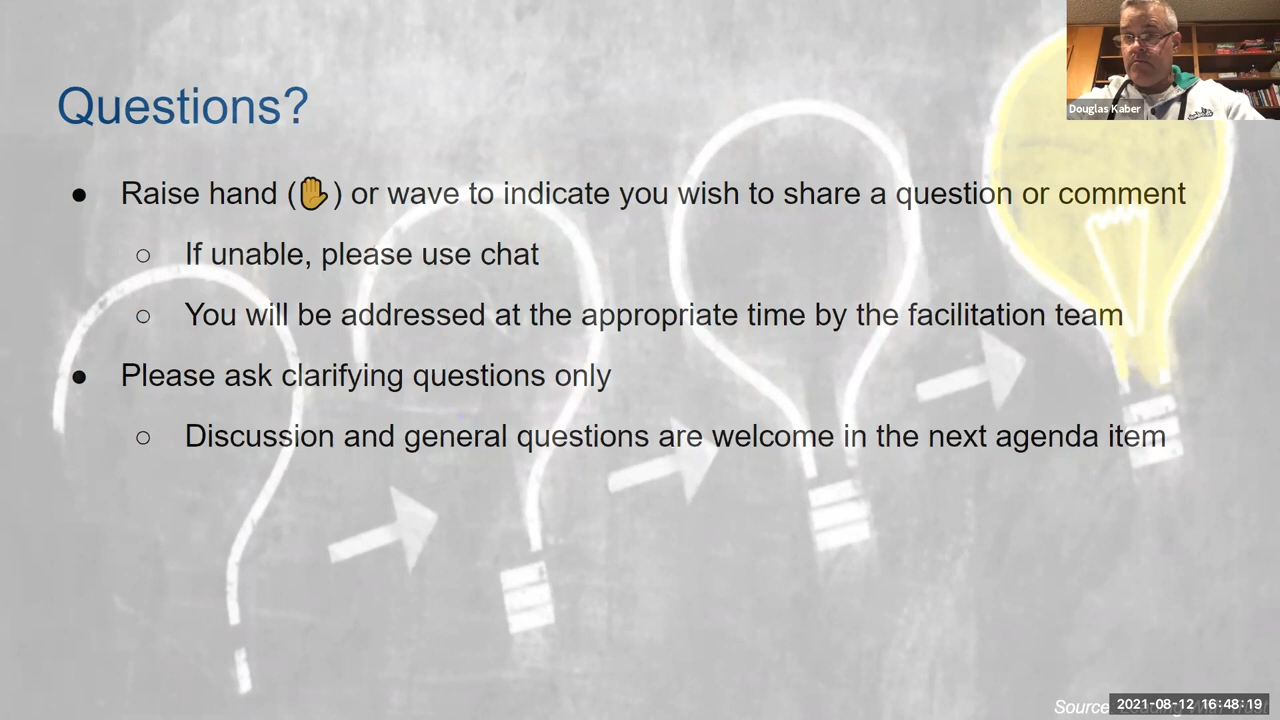 Questions?
● Raise hand (✋) or wave to indicate you wish to share a question or comment
○ If unable, please use chat
○ You will be addressed at the appropriate time by the facilitation team
● Please ask clarifying questions only
○ Discussion and general questions are welcome in the next agenda item
Douglas Kaber
Source
2021-08-12 16:48:19